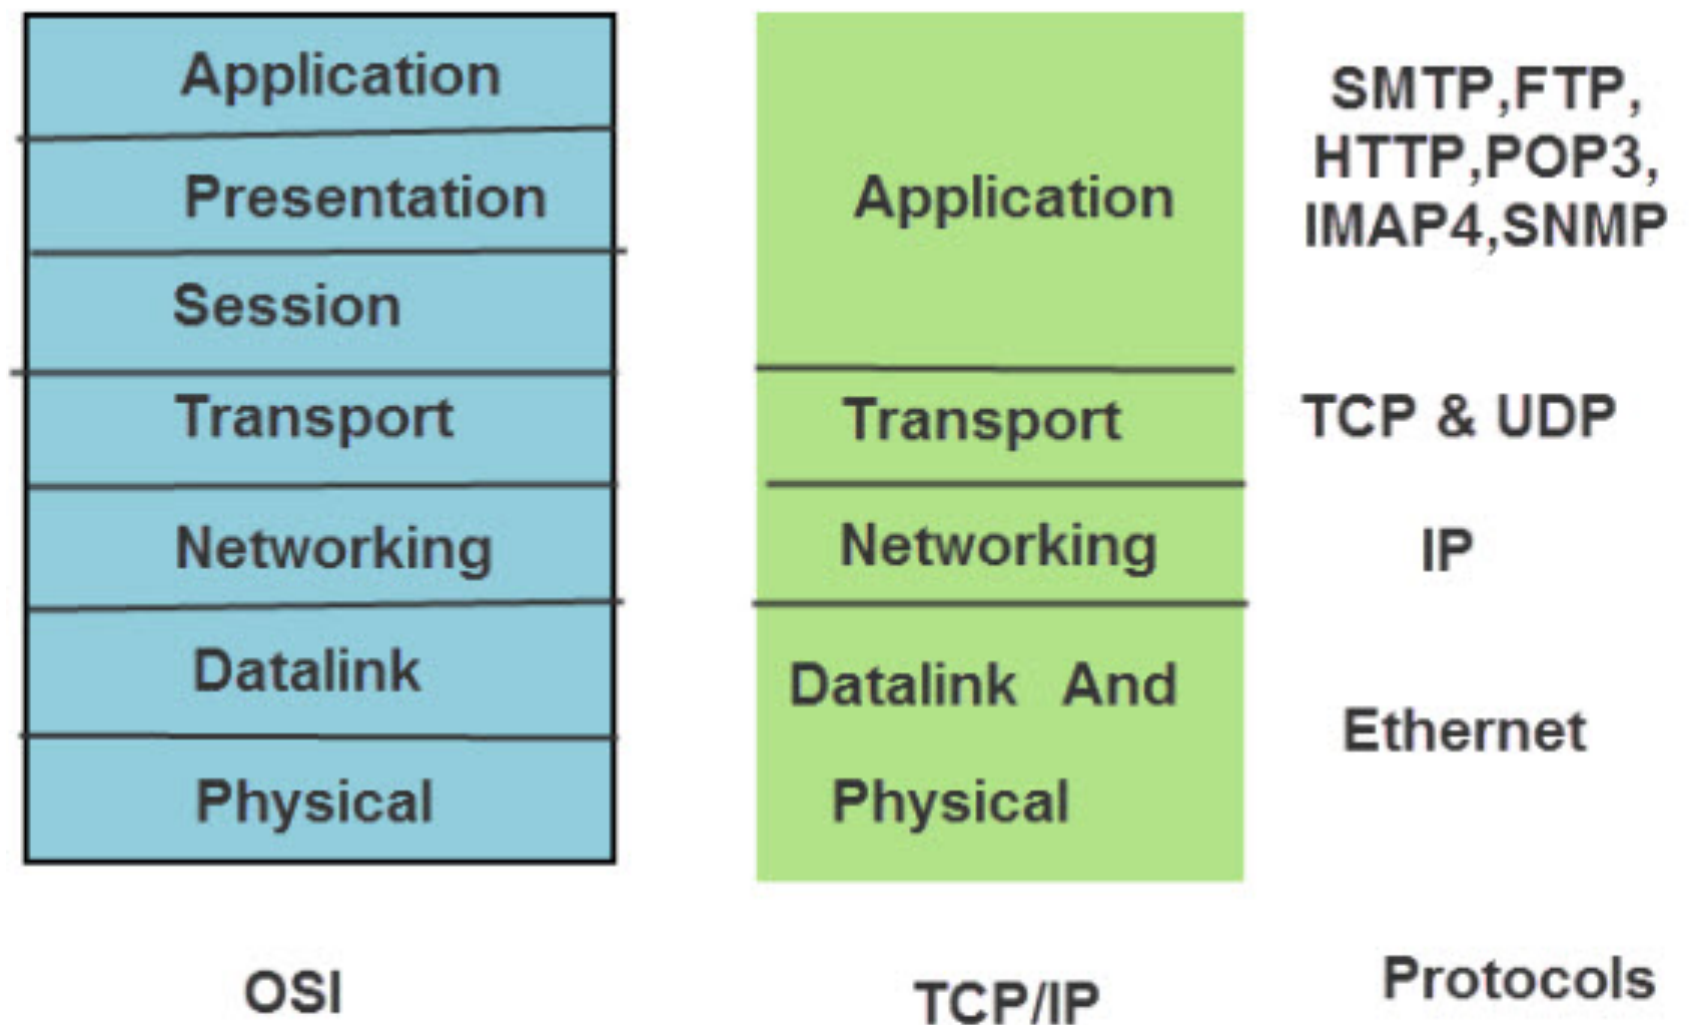 Application
Presentation
Session
Transport
Networking
Datalink
Physical
OSI
Application
Transport
Networking
Datalink And
Physical
TCP/IP
SMTP,FTP,
HTTP,POP3,
IMAP4,SNMP
TCP & UDP
IP
Ethernet
Protocols